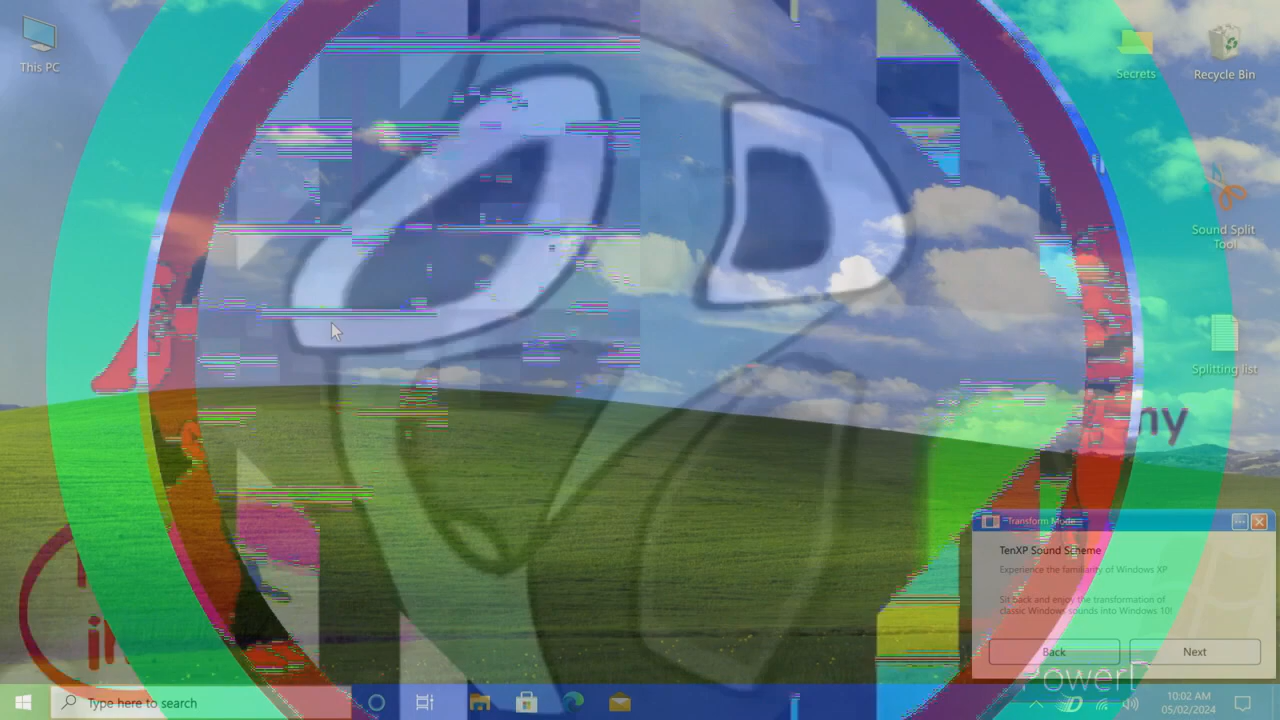 This PC
Secrets
Recycle Bin
Sound Split
Tool
Splitting list
ny
Transform Mode
TenXP Sound Scheme
Experience the familiarity of Windows XP
Sit back and enjoy the transformation of
classic Windows sounds into Windows 10!
Back
Next
Type here to search
10:02 AM
05/02/2024